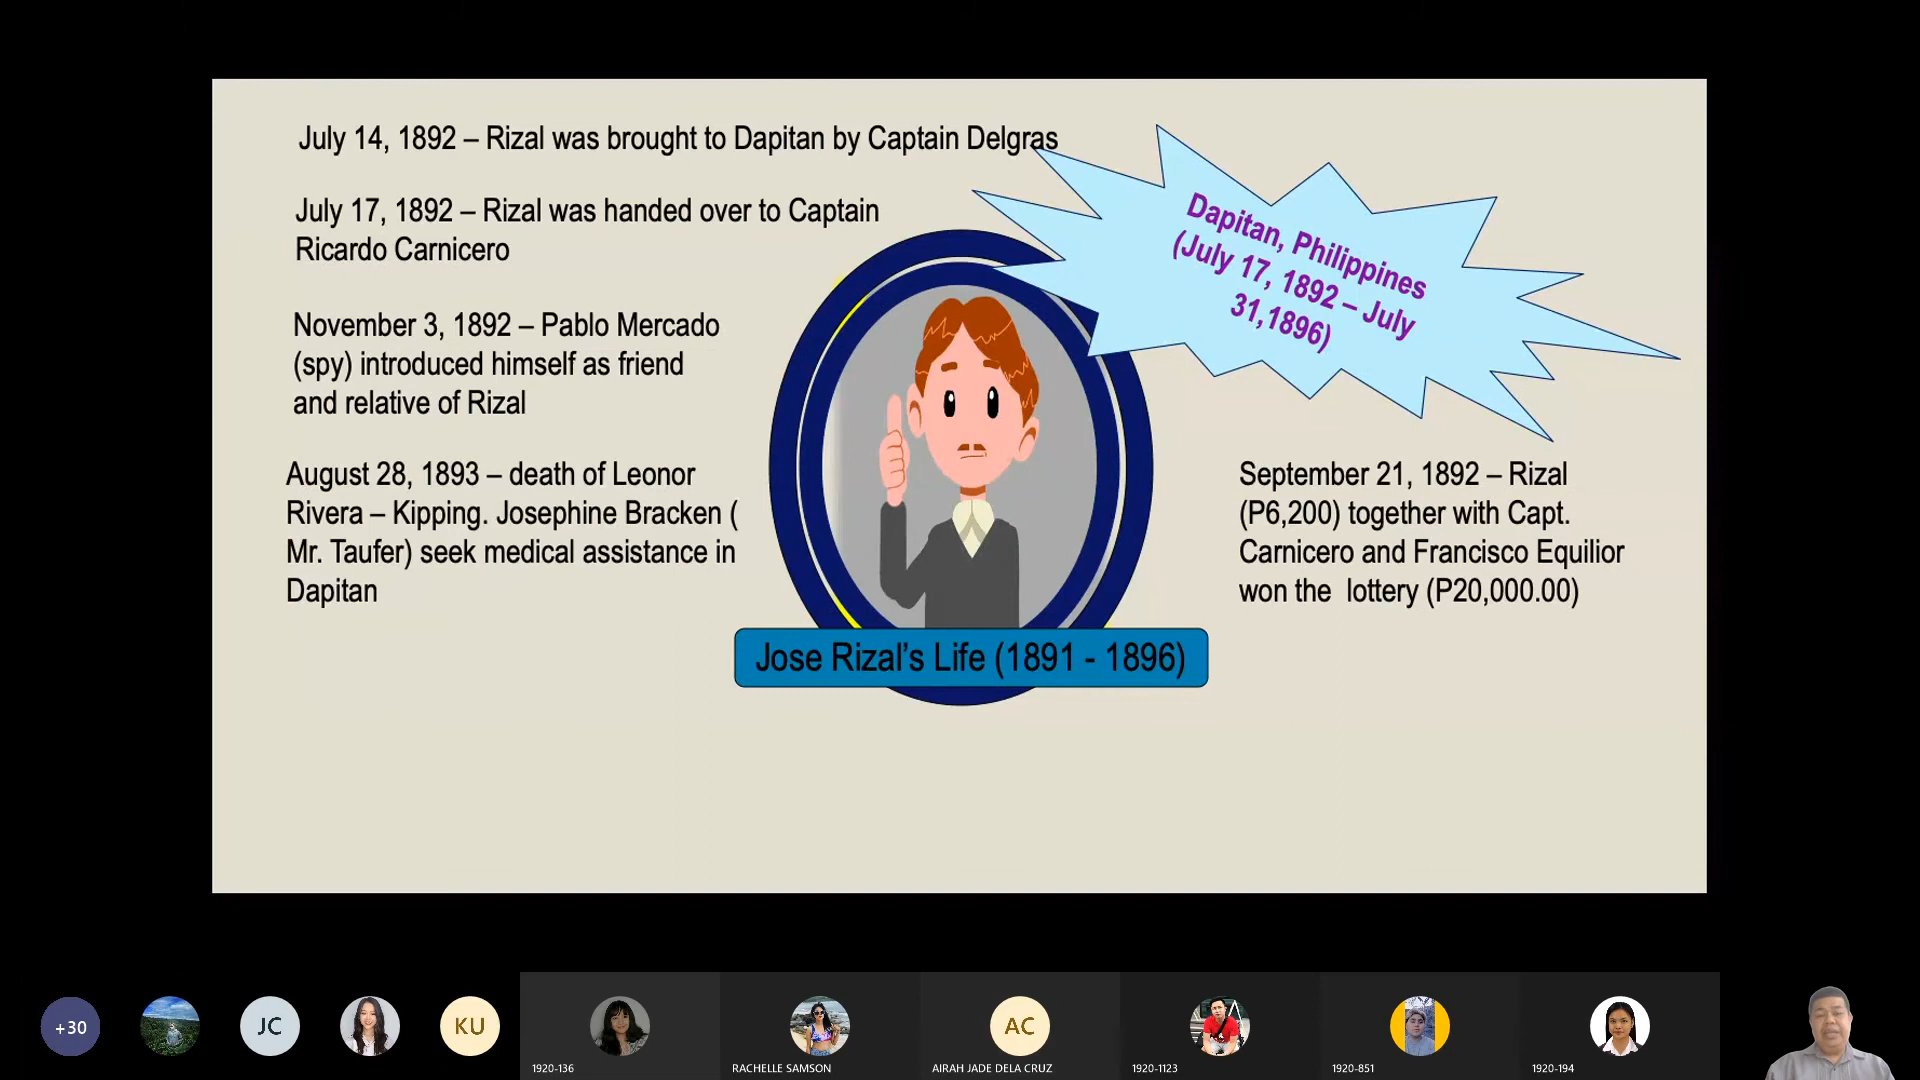 July 14, 1892 – Rizal was brought to Dapitan by Captain Delgras
July 17, 1892 – Rizal was handed over to Captain
Ricardo Carnicero
Dapitan, Philippines
(July 17, 1892 – July
31,1896)
November 3, 1892 – Pablo Mercado
(spy) introduced himself as friend
and relative of Rizal
August 28, 1893 – death of Leonor
Rivera – Kipping. Josephine Bracken (
Mr. Taufer) seek medical assistance in
Dapitan
September 21, 1892 – Rizal
(P6,200) together with Capt.
Carnicero and Francisco Equilior
won the  lottery (P20,000.00)
Jose Rizal's Life (1891 - 1896)
+30
JC
KU
AC
1920-136
RACHELLE SAMSON
AIRAH JADE DELA CRUZ
1920-1123
1920-851
1920-194